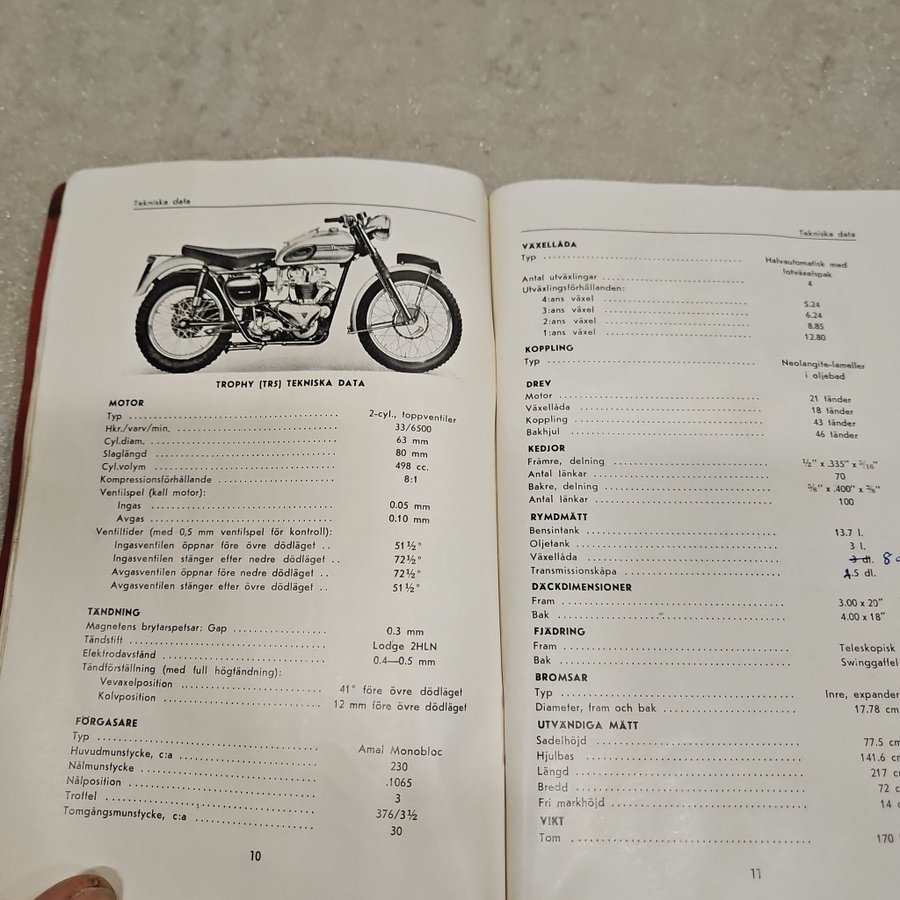 Tekniska data
TRIUMPH
TROPHY (TR5) TEKNISKA DATA
MOTOR
Typ 2-cyl., toppventiler
Hkr./varv/min. 33/6500
Cyl.diam. 63 mm
Slaglängd 80 mm
Cyl.volym 498 cc.
Kompressionsförhållande 8:1
Ventilspel (kall motor):
Ingas 0.05 mm
Avgas 0.10 mm
Ventiltider (med 0,5 mm ventilspel för kontroll):
Ingasventilen öppnar före övre dödläget .. 51½°
Ingasventilen stänger efter nedre dödläget ... 72½°
Avgasventilen öppnar före nedre dödläget .. 72½°
Avgasventilen stänger efter övre dödläget .. 51½°
TÄNDNING
Magnetens brytarspetsar: Gap 0.3 mm
Tändstift Lodge 2HLN
Elektrodavstånd 0.4—0.5 mm
Tändförställning (med full högtändning):
Vevaxelposition 41° före övre dödläget
Kolvposition 12 mm före övre dödläget
FÖRGASARE
Typ Amal Monobloc
Huvudmunstycke, c:a 230
Nålmunstycke .1065
Nålposition 3
Trottel 376/3½
Tomgångsmunstycke, c:a 30
10
Tekniska data
VÄXELLÅDA
Typ Halvautomatisk med
fotväxelspak
Antal utväxlingar 4
Utväxlingsförhållanden:
4:ans växel 5.24
3:ans växel 6.24
2:ans växel 8.85
1:ans växel 12.80
KOPPLING
Typ Neolangite-lameller
i oljebad
DREV
Motor 21 tänder
Växellåda 18 tänder
Koppling 43 tänder
Bakhjul 46 tänder
KEDJOR
Främre, delning ½" x .335" x 5/16"
Antal länkar 70
Bakre, delning ⅝" x .400" x ⅜"
Antal länkar 100
RYMDMÅTT
Bensintank 13.7 l.
Oljetank 3 l.
Växellåda 3 dl. 8
Transmissionskåpa .5 dl.
DÄCKDIMENSIONER
Fram 3.00 x 20"
Bak 4.00 x 18"
FJÄDRING
Fram Teleskopisk
Bak Swinggaffel
BROMSAR
Typ Inre, expander
Diameter, fram och bak 17.78 cm
UTVÄNDIGA MÅTT
Sadelhöjd 77.5 cm
Hjulbas 141.6 cm
Längd 217 cm
Bredd 72 c
Fri markhöjd 14 c
VIKT
Tom 170
11